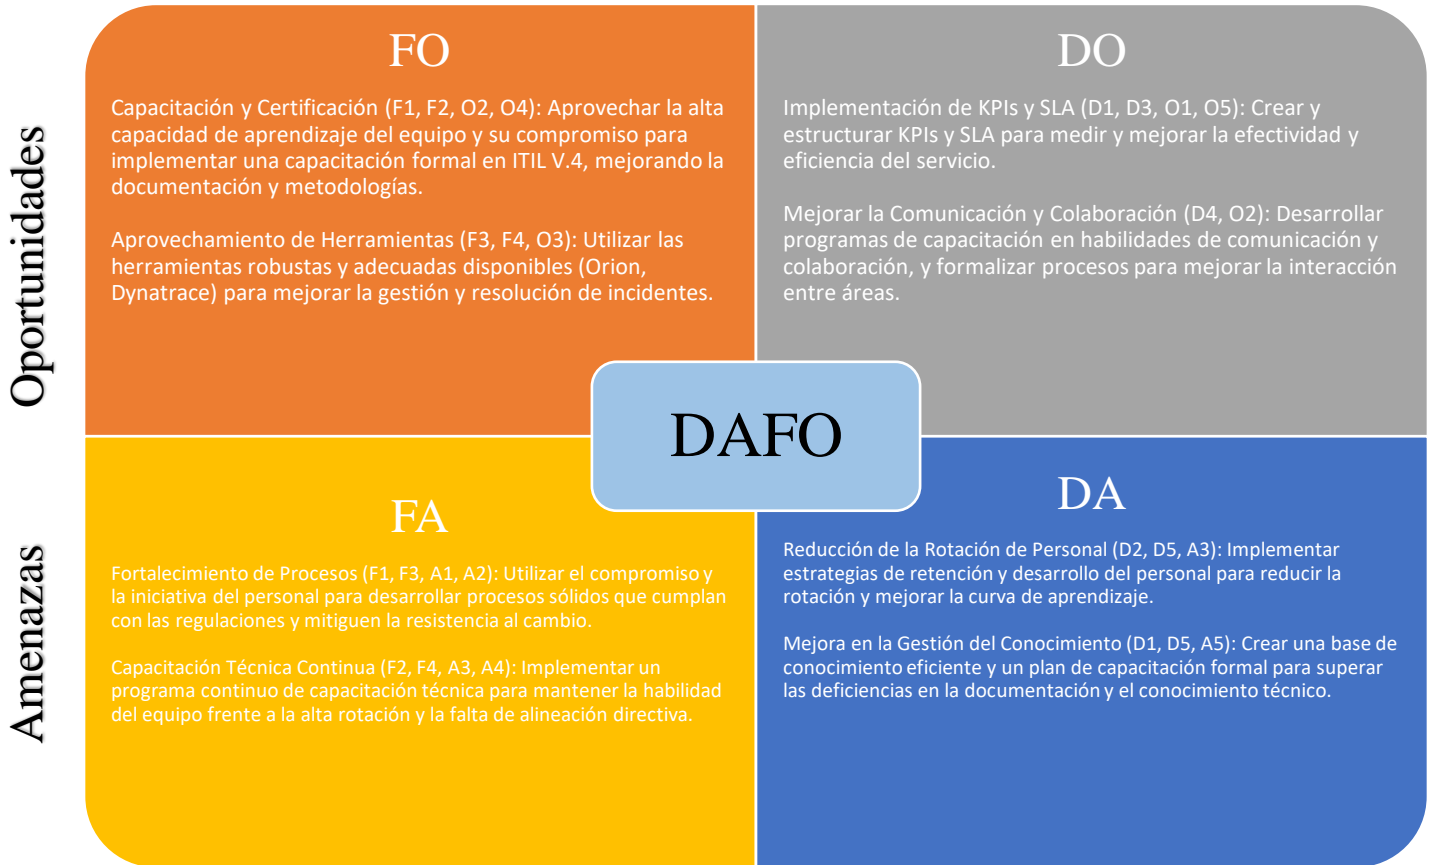 Oportunidades
FO
Capacitación y Certificación (F1, F2, O2, O4): Aprovechar la alta
capacidad de aprendizaje del equipo y su compromiso para
implementar una capacitación formal en ITIL V.4, mejorando la
documentación y metodologías.
Aprovechamiento de Herramientas (F3, F4, O3): Utilizar las
herramientas robustas y adecuadas disponibles (Orion,
Dynatrace) para mejorar la gestión y resolución de incidentes.
DO
Implementación de KPIs y SLA (D1, D3, O1, O5): Crear y
estructurar KPIs y SLA para medir y mejorar la efectividad y
eficiencia del servicio.
Mejorar la Comunicación y Colaboración (D4, O2): Desarrollar
programas de capacitación en habilidades de comunicación y
colaboración, y formalizar procesos para mejorar la interacción
entre áreas.
DAFO
Amenazas
FA
Fortalecimiento de Procesos (F1, F3, A1, A2): Utilizar el compromiso y
la iniciativa del personal para desarrollar procesos sólidos que cumplan
con las regulaciones y mitiguen la resistencia al cambio.
Capacitación Técnica Continua (F2, F4, A3, A4): Implementar un
programa continuo de capacitación técnica para mantener la habilidad
del equipo frente a la alta rotación y la falta de alineación directiva.
DA
Reducción de la Rotación de Personal (D2, D5, A3): Implementar
estrategias de retención y desarrollo del personal para reducir la
rotación y mejorar la curva de aprendizaje.
Mejora en la Gestión del Conocimiento (D1, D5, A5): Crear una base de
conocimiento eficiente y un plan de capacitación formal para superar
las deficiencias en la documentación y el conocimiento técnico.